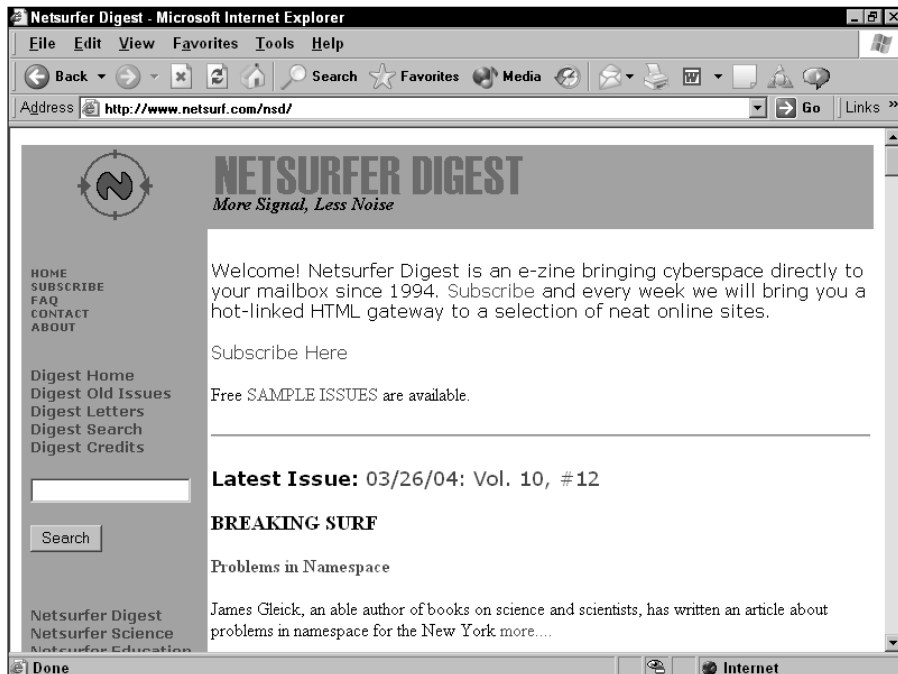 Netsurfer Digest - Microsoft Internet Explorer
File Edit View Favorites Tools Help
Back Search Favorites Media
Address http://www.netsurf.com/nsd/ Go Links »
NETSURFER DIGEST
More Signal, Less Noise
HOME
SUBSCRIBE
FAQ
CONTACT
ABOUT
Digest Home
Digest Old Issues
Digest Letters
Digest Search
Digest Credits
Search
Netsurfer Digest
Netsurfer Science
Netsurfer Education
Welcome! Netsurfer Digest is an e-zine bringing cyberspace directly to
your mailbox since 1994. Subscribe and every week we will bring you a
hot-linked HTML gateway to a selection of neat online sites.
Subscribe Here
Free SAMPLE ISSUES are available.
Latest Issue: 03/26/04: Vol. 10, #12
BREAKING SURF
Problems in Namespace
James Gleick, an able author of books on science and scientists, has written an article about
problems in namespace for the New York more....
Done Internet